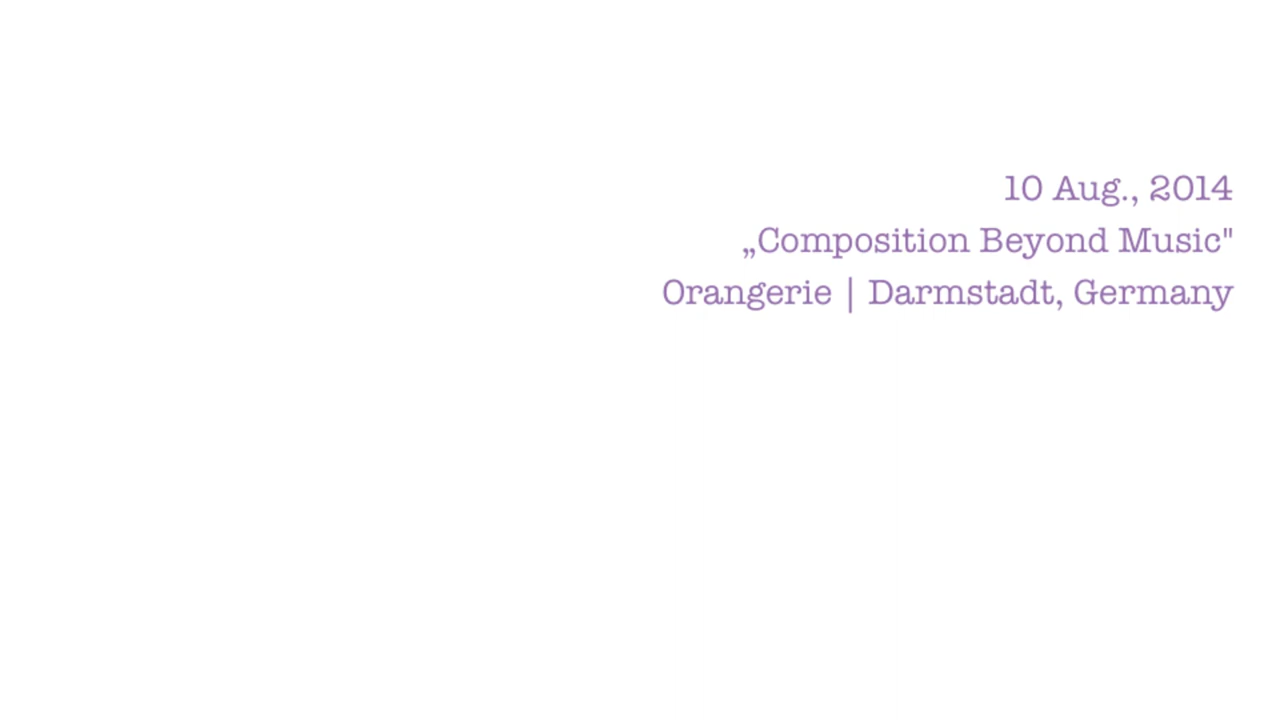 10 Aug., 2014
„Composition Beyond Music"
Orangerie | Darmstadt, Germany